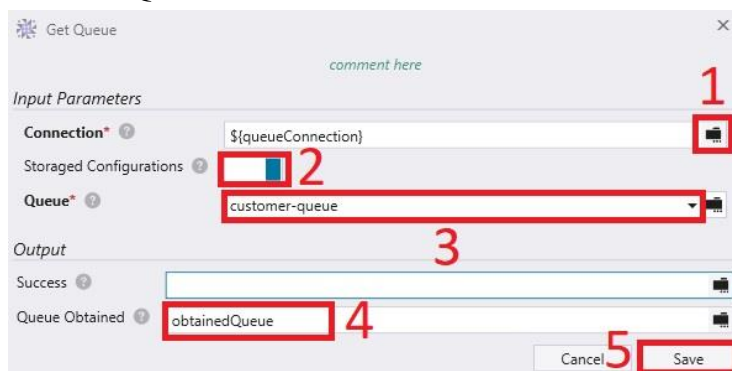 Get Queue
comment here
1
Input Parameters
Connection* ?
${queueConnection}
Storaged Configurations ?
2
Queue* ?
customer-queue
3
Output
Success ?
Queue Obtained ?
obtainedQueue
4
Cancel
5
Save